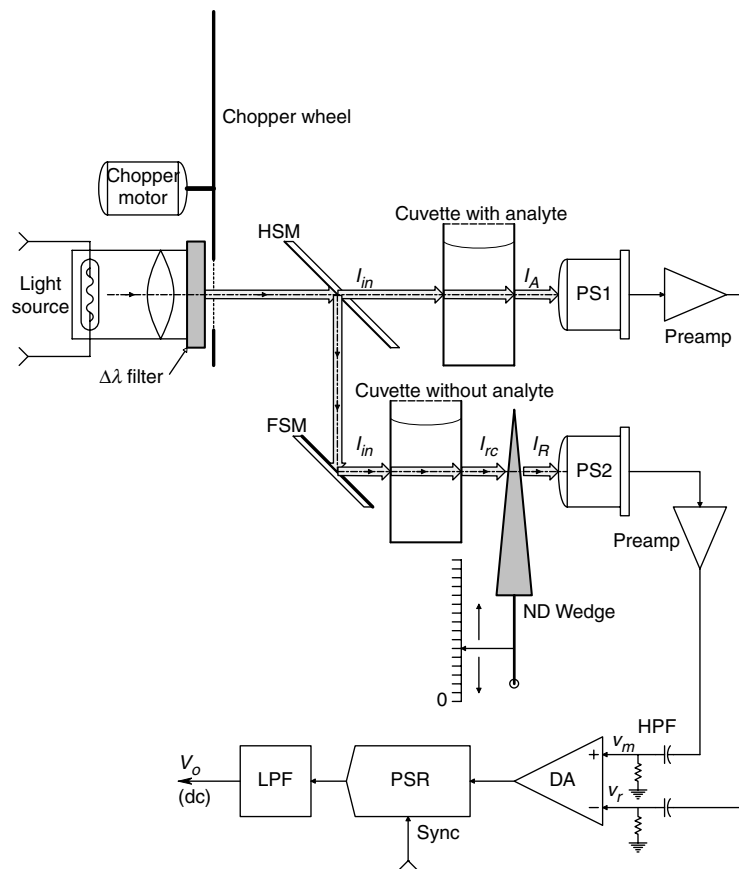 Chopper wheel
Chopper
motor
HSM
Cuvette with analyte
Light
source
I_in
I_A
PS1
Preamp
Δλ filter
Cuvette without analyte
FSM
I_in
I_rc
I_R
PS2
Preamp
ND Wedge
0
HPF
V_o
(dc)
LPF
PSR
DA
+
v_m
−
v_r
Sync